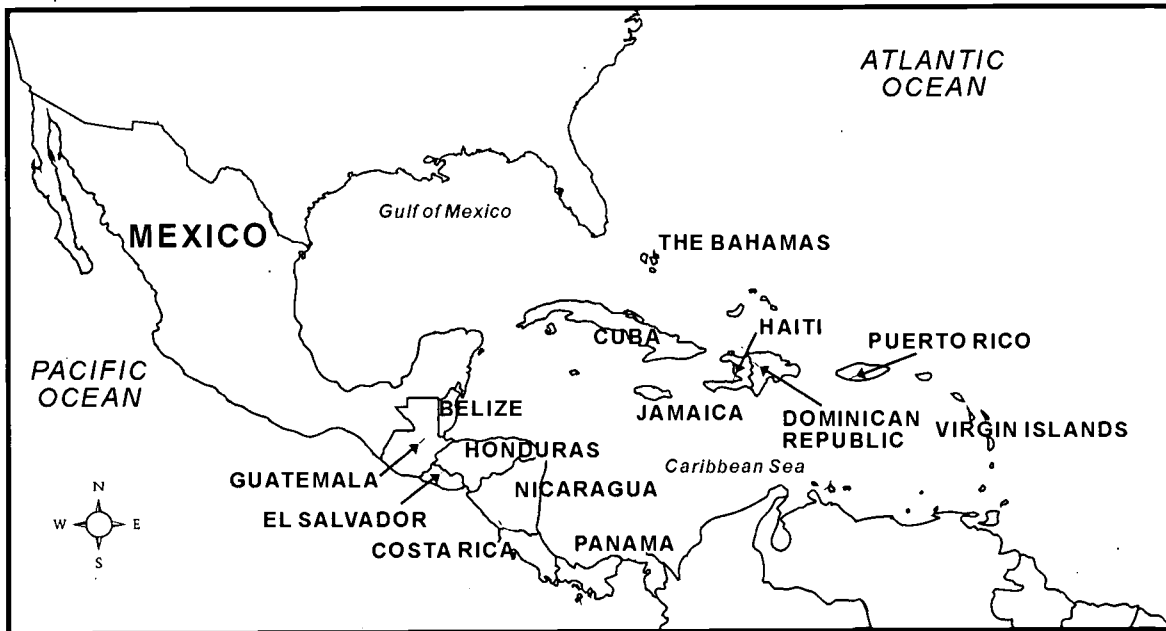 ATLANTIC
OCEAN
Gulf of Mexico
MEXICO
THE BAHAMAS
HAITI
CUBA
PUERTO RICO
PACIFIC
OCEAN
BELIZE
JAMAICA
DOMINICAN
REPUBLIC
VIRGIN ISLANDS
HONDURAS
Caribbean Sea
GUATEMALA
NICARAGUA
EL SALVADOR
COSTA RICA
PANAMA
N
W E
S